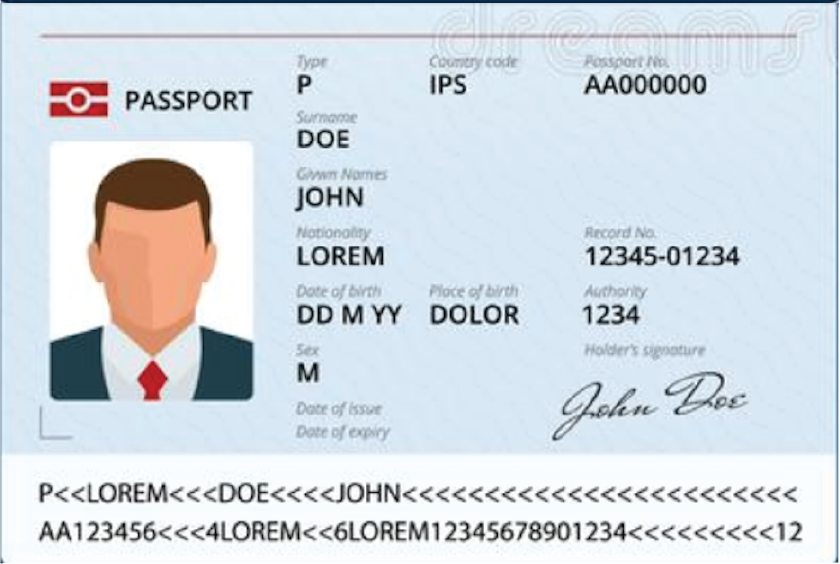 dreams
Type Country code Passport No.
P IPS AA000000
PASSPORT
Surname
DOE
Givwn Names
JOHN
Nationality Record No.
LOREM 12345-01234
Date of birth Place of birth Authority
DD M YY DOLOR 1234
Sex Holder's signature
M
John Doe
Date of issue
Date of expiry
P<<LOREM<<<DOE<<<<JOHN<<<<<<<<<<<<<<<<<<<<<<<<
AA123456<<<4LOREM<<6LOREM12345678901234<<<<<<<<<12